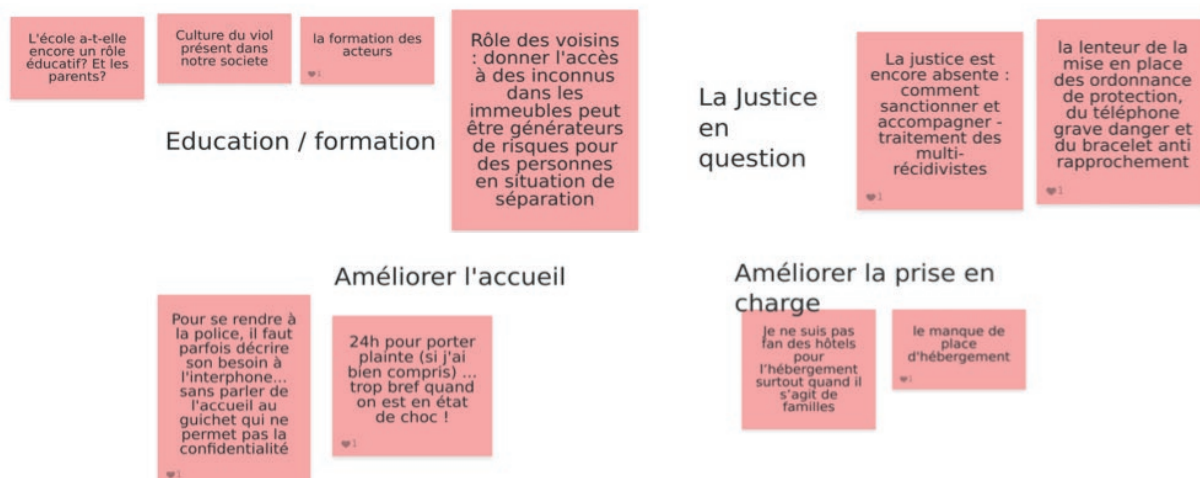 L'école a-t-elle
encore un rôle
éducatif? Et les
parents?
Culture du viol
présent dans
notre societe
la formation des
acteurs
1
Rôle des voisins
: donner l'accès
à des inconnus
dans les
immeubles peut
être générateurs
de risques pour
des personnes
en situation de
séparation
Education / formation
La Justice
en
question
La justice est
encore absente :
comment
sanctionner et
accompagner -
traitement des
multi-
récidivistes
1
la lenteur de la
mise en place
des ordonnance
de protection,
du téléphone
grave danger et
du bracelet anti
rapprochement
1
Améliorer l'accueil
Pour se rendre à
la police, il faut
parfois décrire
son besoin à
l'interphone...
sans parler de
l'accueil au
guichet qui ne
permet pas la
confidentialité
1
24h pour porter
plainte (si j'ai
bien compris) ...
trop bref quand
on est en état
de choc !
1
Améliorer la prise en
charge
Je ne suis pas
fan des hôtels
pour
l'hébergement
surtout quand il
s'agit de
familles
le manque de
place
d'hébergement
1